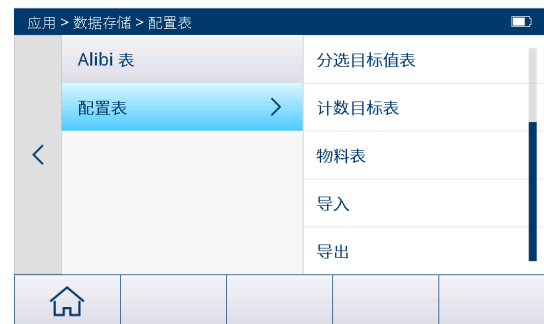 应用 > 数据存储 > 配置表
Alibi 表
配置表
分选目标值表
计数目标表
物料表
导入
导出